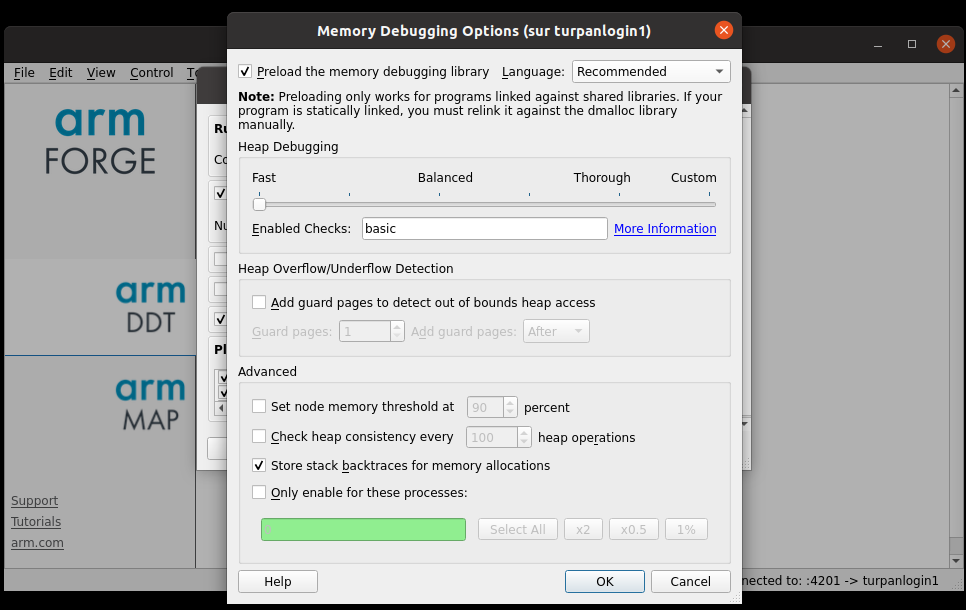 Memory Debugging Options (sur turpanlogin1)
File Edit View Control
Preload the memory debugging library Language: Recommended
Note: Preloading only works for programs linked against shared libraries. If your
program is statically linked, you must relink it against the dmalloc library
manually.
Heap Debugging
Fast Balanced Thorough Custom
Enabled Checks: basic More Information
Heap Overflow/Underflow Detection
Add guard pages to detect out of bounds heap access
Guard pages: 1 Add guard pages: After
Advanced
Set node memory threshold at 90 percent
Check heap consistency every 100 heap operations
Store stack backtraces for memory allocations
Only enable for these processes:
0 Select All x2 x0.5 1%
Help OK Cancel
arm
FORGE
arm
DDT
arm
MAP
Support
Tutorials
arm.com
to: :4201 -> turpanlogin1